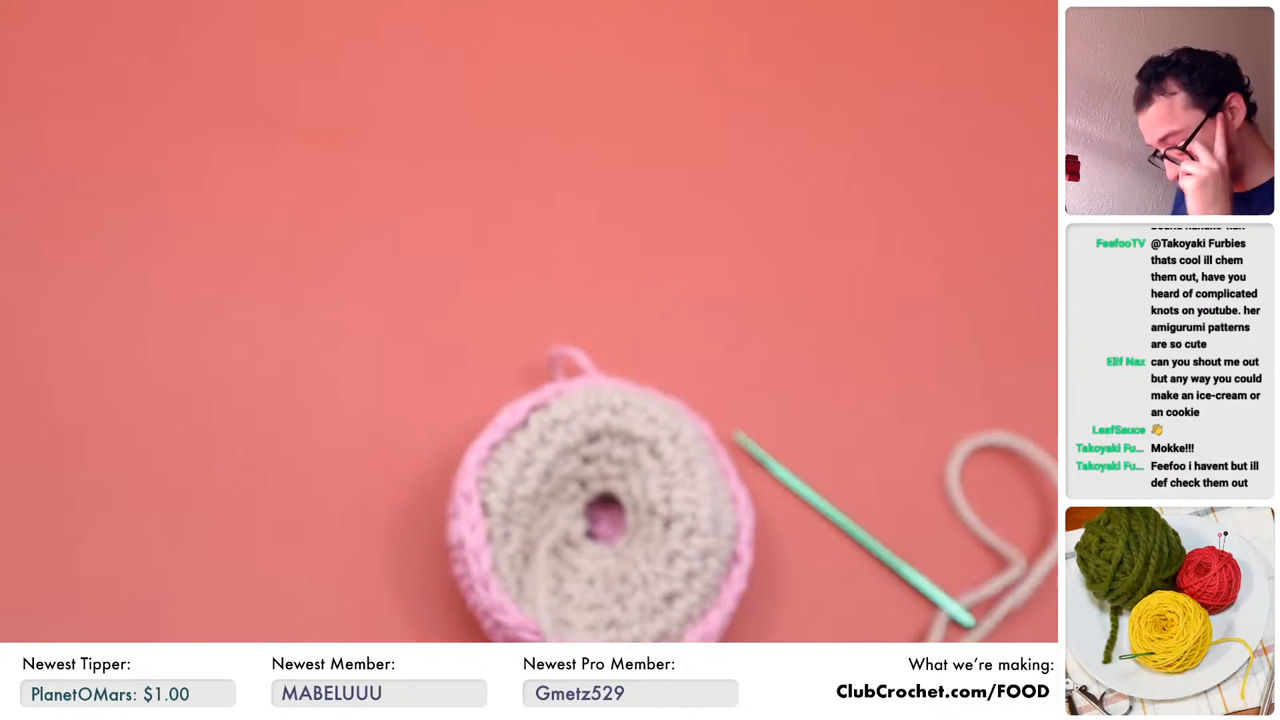 FeefooTV @Takoyaki Furbies
thats cool ill chem
them out, have you
heard of complicated
knots on youtube. her
amigurumi patterns
are so cute
Elif Naz can you shout me out
but any way you could
make an ice-cream or
an cookie
LeafSauce 👋
Takoyaki Fu... Mokke!!!
Takoyaki Fu... Feefoo i havent but ill
def check them out
Newest Tipper:
PlanetOMars: $1.00
Newest Member:
MABELUUU
Newest Pro Member:
Gmetz529
What we're making:
ClubCrochet.com/FOOD